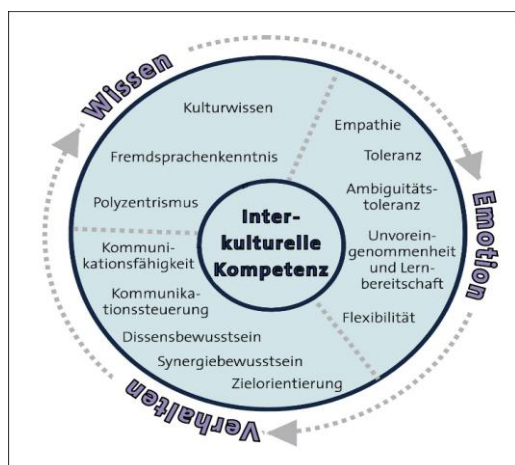 Wissen
Kulturwissen
Fremdsprachenkenntnis
Polyzentrismus
Emotion
Empathie
Toleranz
Ambiguitäts-
toleranz
Unvorein-
genommenheit
und Lern-
bereitschaft
Flexibilität
Inter-
kulturelle
Kompetenz
Kommuni-
kationsfähigkeit
Kommunika-
tionssteuerung
Dissensbewusstsein
Synergiebewusstsein
Zielorientierung
Verhalten